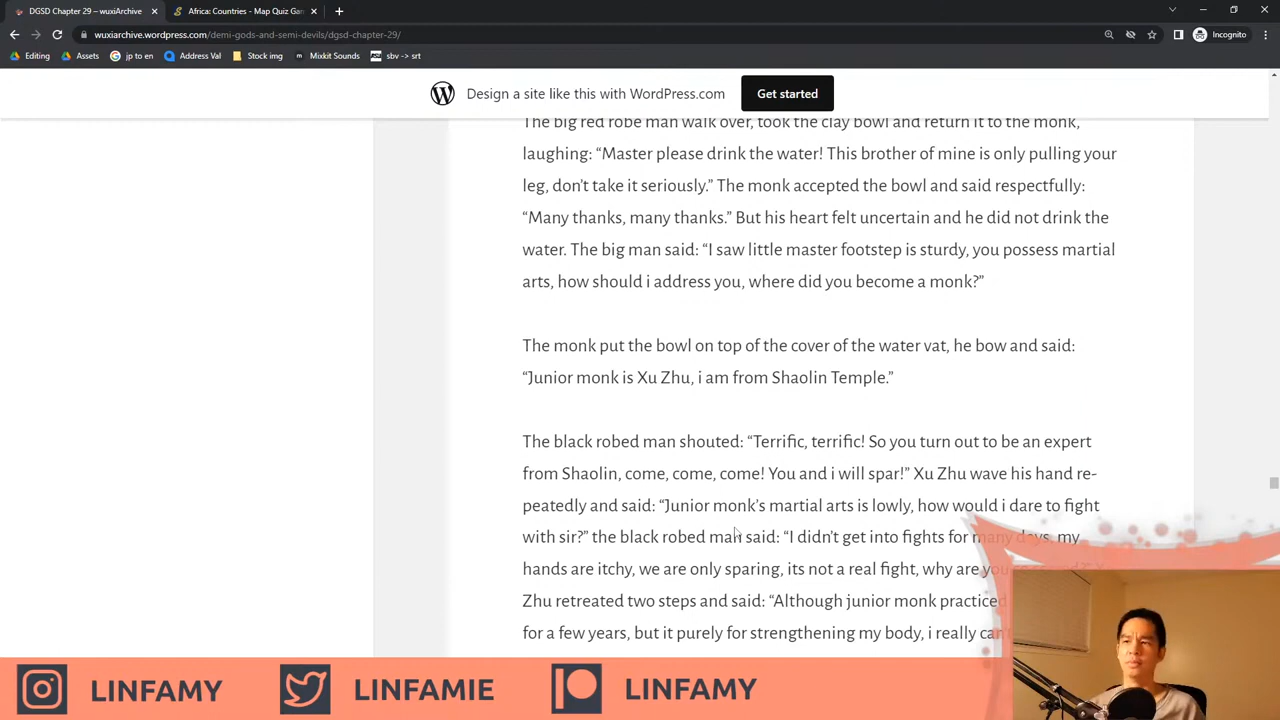 DGSD Chapter 29 – wuxiArchive
Africa: Countries - Map Quiz Gam
wuxiarchive.wordpress.com/demi-gods-and-semi-devils/dgsd-chapter-29/
Incognito
Editing
Assets
jp to en
Address Val
Stock img
Mixkit Sounds
sbv -> srt
Design a site like this with WordPress.com
Get started
The big red robe man walk over, took the clay bowl and return it to the monk,
laughing: “Master please drink the water! This brother of mine is only pulling your
leg, don’t take it seriously.” The monk accepted the bowl and said respectfully:
“Many thanks, many thanks.” But his heart felt uncertain and he did not drink the
water. The big man said: “I saw little master footstep is sturdy, you possess martial
arts, how should i address you, where did you become a monk?”
The monk put the bowl on top of the cover of the water vat, he bow and said:
“Junior monk is Xu Zhu, i am from Shaolin Temple.”
The black robed man shouted: “Terrific, terrific! So you turn out to be an expert
from Shaolin, come, come, come! You and i will spar!” Xu Zhu wave his hand re-
peatedly and said: “Junior monk’s martial arts is lowly, how would i dare to fight
with sir?” the black robed man said: “I didn’t get into fights for many days, my
hands are itchy, we are only sparing, its not a real fight, why are you
Zhu retreated two steps and said: “Although junior monk practiced
for a few years, but it purely for strengthening my body, i really can
LINFAMY
LINFAMIE
LINFAMY